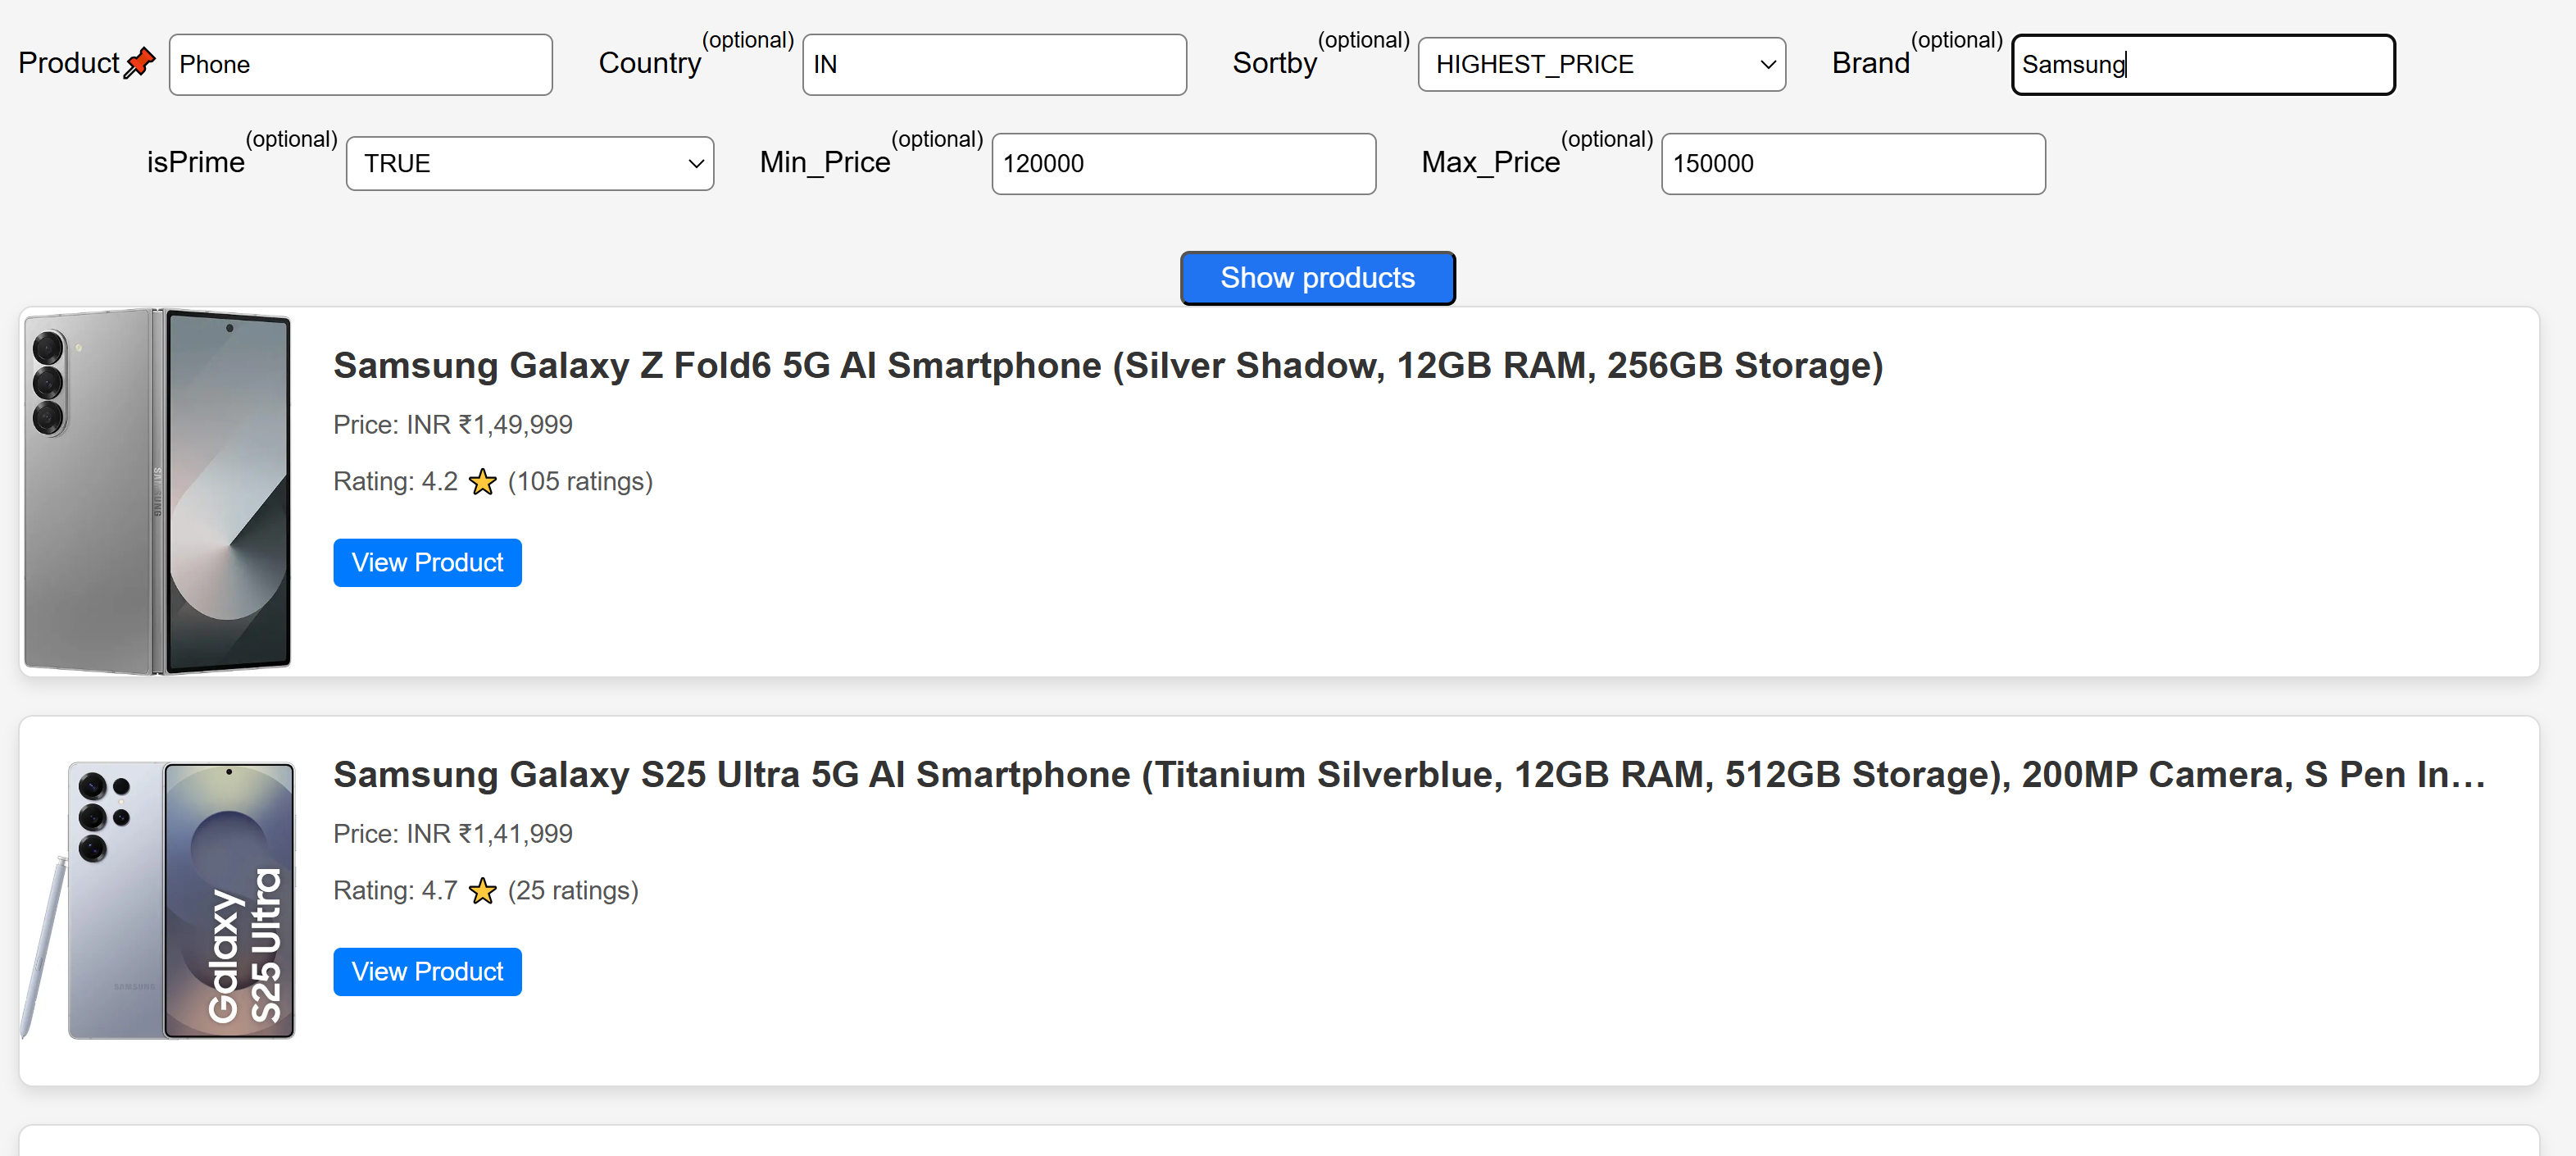 Product📌 Phone Country(optional) IN Sortby(optional) HIGHEST_PRICE Brand(optional) Samsung
isPrime(optional) TRUE Min_Price(optional) 120000 Max_Price(optional) 150000
Show products
Samsung Galaxy Z Fold6 5G AI Smartphone (Silver Shadow, 12GB RAM, 256GB Storage)
Price: INR ₹1,49,999
Rating: 4.2 ⭐ (105 ratings)
View Product
SAMSUNG
Samsung Galaxy S25 Ultra 5G AI Smartphone (Titanium Silverblue, 12GB RAM, 512GB Storage), 200MP Camera, S Pen In...
Price: INR ₹1,41,999
Rating: 4.7 ⭐ (25 ratings)
View Product
Galaxy
S25 Ultra
SAMSUNG